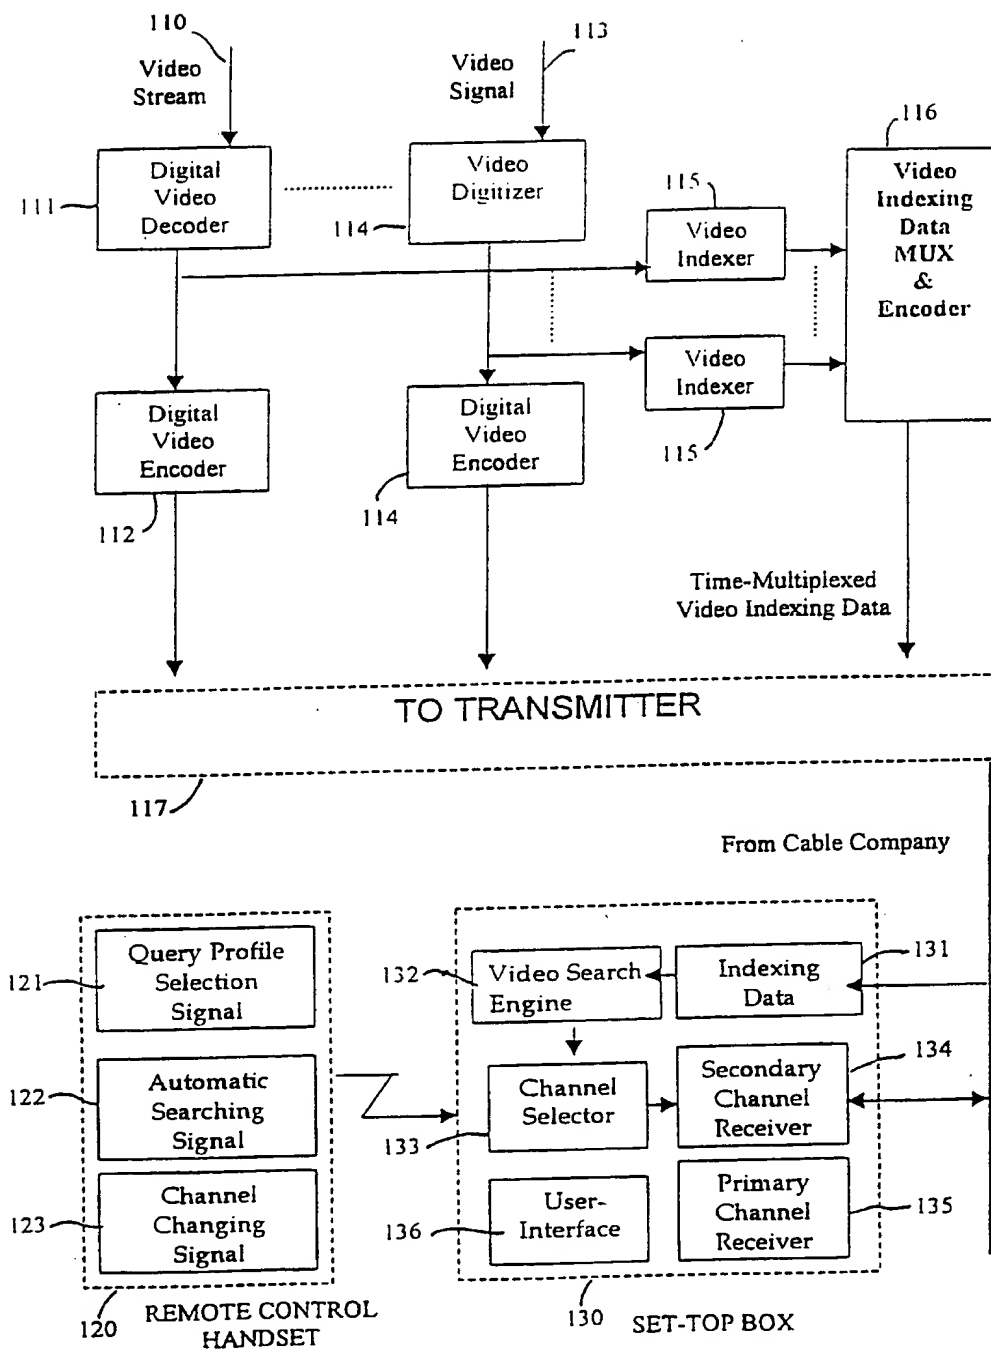 110
113
Video
Stream
Video
Signal
116
Digital
Video
Decoder
111
Video
Digitizer
114
115
Video
Indexer
Video
Indexing
Data
MUX
&
Encoder
Video
Indexer
115
Digital
Video
Encoder
112
Digital
Video
Encoder
114
Time-Multiplexed
Video Indexing Data
TO TRANSMITTER
117
From Cable Company
Query Profile
Selection
Signal
121
Automatic
Searching
Signal
122
Channel
Changing
Signal
123
120
REMOTE CONTROL
HANDSET
132
Video Search
Engine
Indexing
Data
131
Channel
Selector
133
Secondary
Channel
Receiver
134
136
User-
Interface
Primary
Channel
Receiver
135
130
SET-TOP BOX